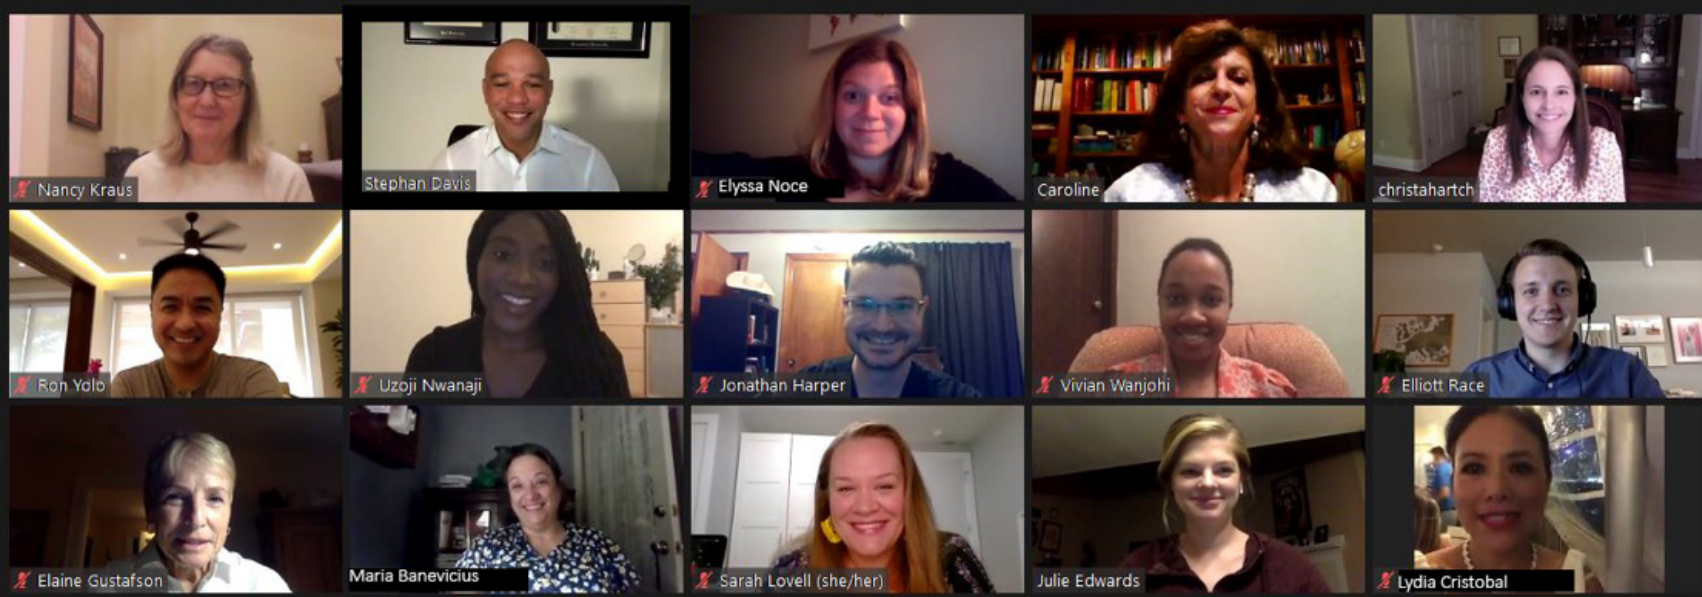 Nancy Kraus
Stephan Davis
Elyssa Noce
Caroline
christahartch
Ron Yolo
Uzoji Nwanaji
Jonathan Harper
Vivian Wanjohi
Elliott Race
Elaine Gustafson
Maria Banevicius
Sarah Lovell (she/her)
Julie Edwards
Lydia Cristobal